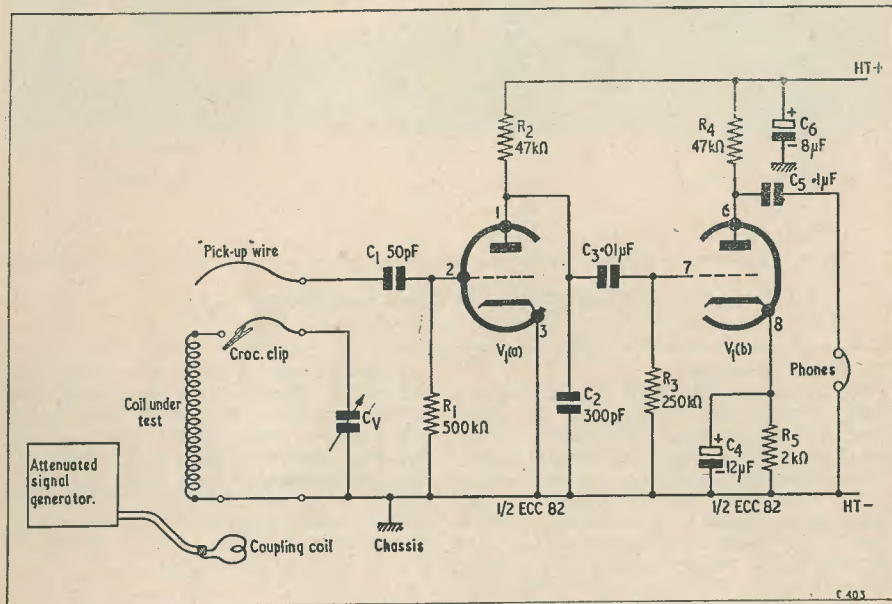 HT+
R2
47kΩ
R4
47kΩ
+
C6
8µF
C5 ·1µF
1
6
"Pick-up" wire
C1 50pF
C3 ·01µF
2
7
3
8
Croc. clip
V1(a)
V1(b)
Phones
Coil under
test
CV
R1
500kΩ
C2
300pF
R3
250kΩ
+
C4
12µF
R5
2kΩ
Attenuated
signal
generator.
Coupling coil
Chassis
1/2 ECC 82
1/2 ECC 82
HT-
C 403